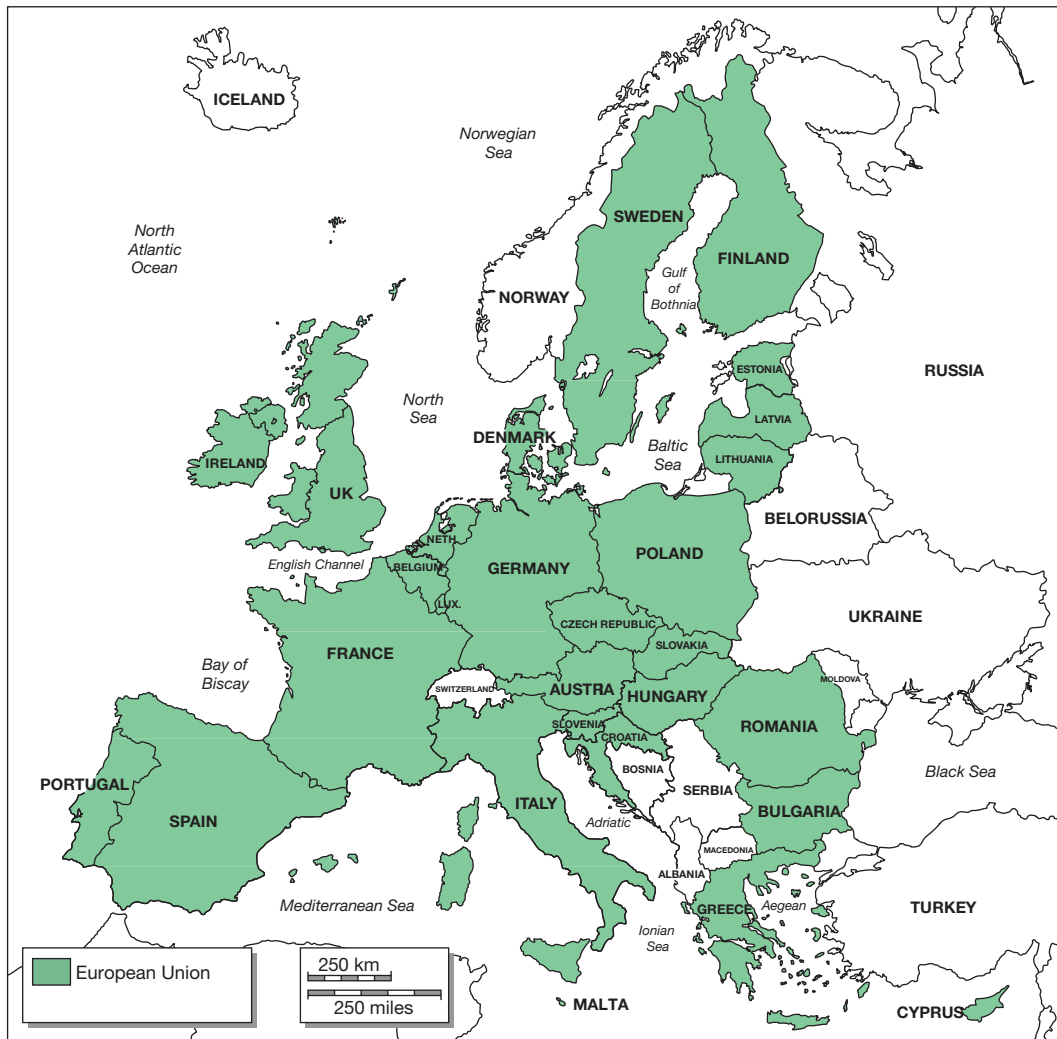 ICELAND
Norwegian
Sea
North
Atlantic
Ocean
SWEDEN
FINLAND
Gulf
of
Bothnia
NORWAY
RUSSIA
ESTONIA
North
Sea
LATVIA
DENMARK
Baltic
Sea
LITHUANIA
IRELAND
UK
BELORUSSIA
NETH.
POLAND
English Channel
BELGIUM
GERMANY
LUX.
UKRAINE
CZECH REPUBLIC
SLOVAKIA
FRANCE
Bay of
Biscay
SWITZERLAND
AUSTRA
HUNGARY
MOLDOVA
SLOVENIA
ROMANIA
CROATIA
BOSNIA
Black Sea
PORTUGAL
SERBIA
ITALY
SPAIN
BULGARIA
Adriatic
MACEDONIA
ALBANIA
Mediterranean Sea
GREECE
Aegean
TURKEY
Ionian
Sea
European Union
250 km
250 miles
MALTA
CYPRUS